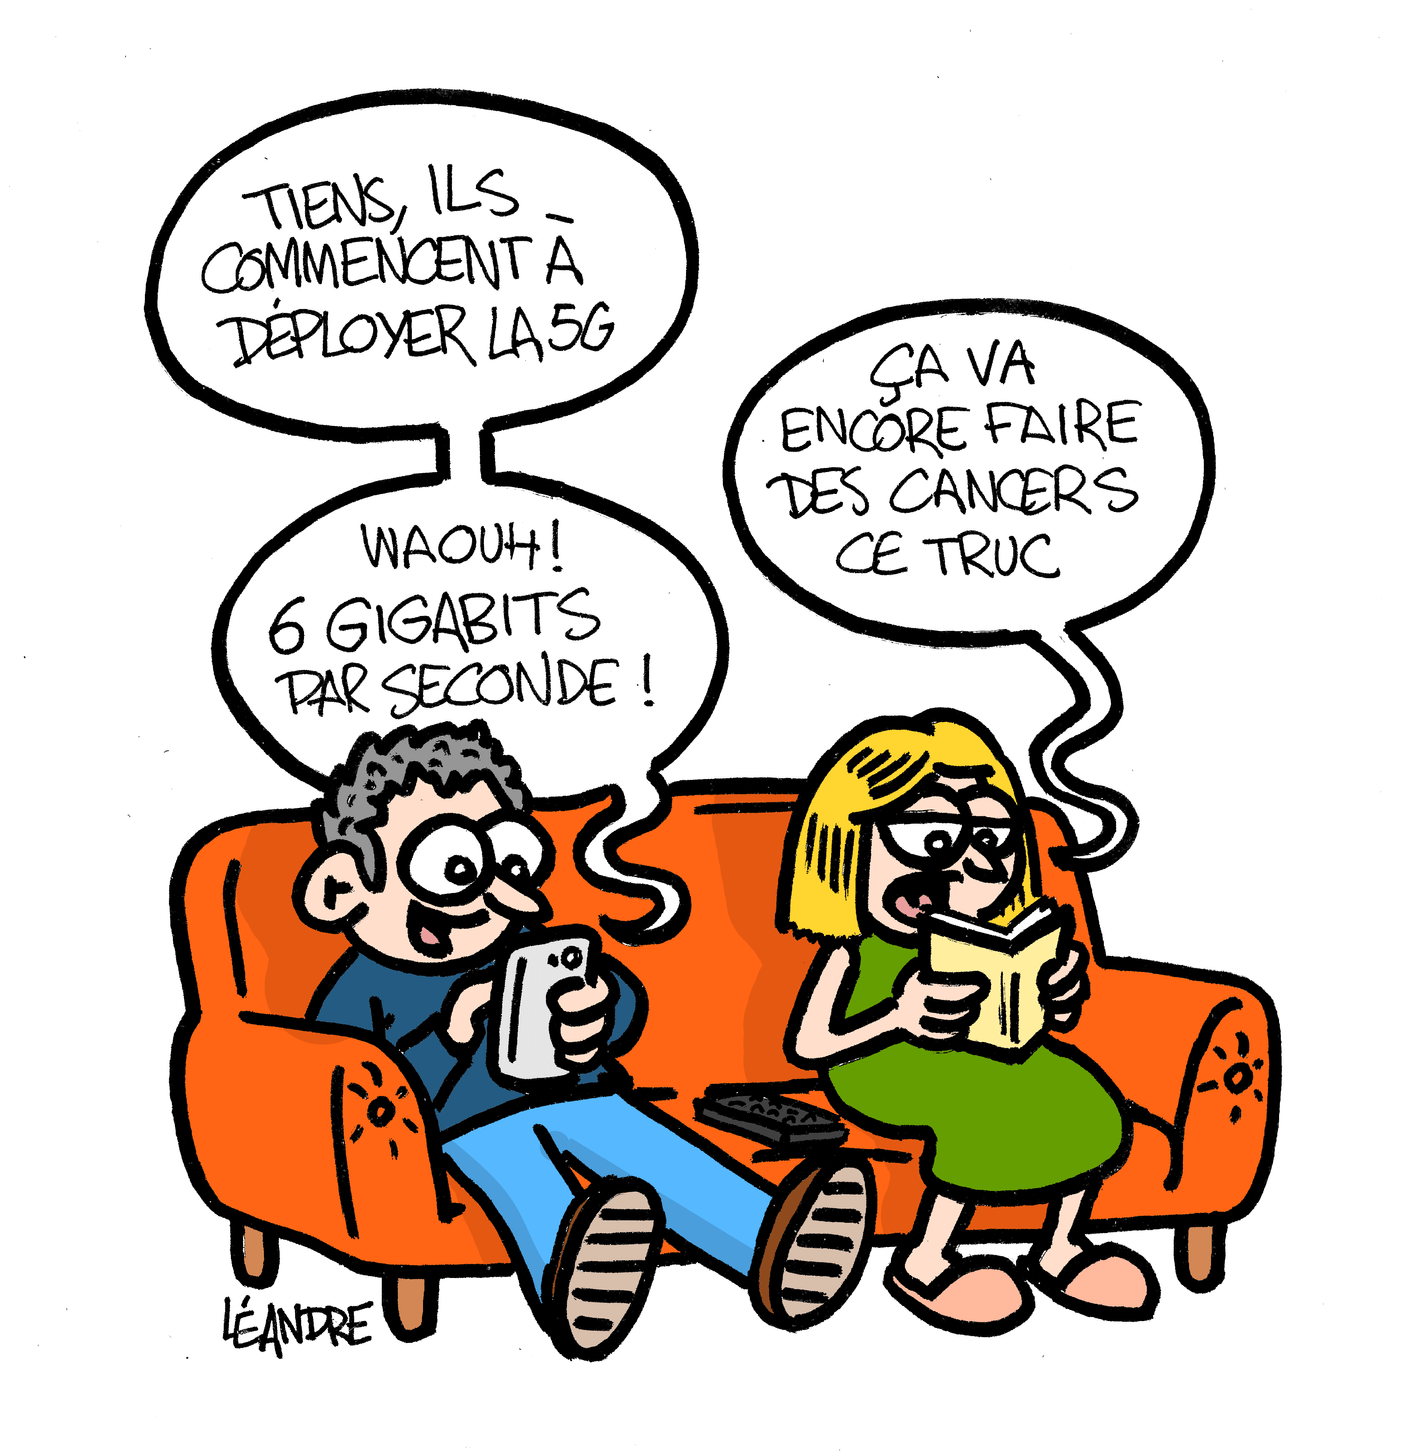 TIENS, ILS
COMMENCENT À
DÉPLOYER LA 5G
WAOUH!
6 GIGABITS
PAR SECONDE !
ÇA VA
ENCORE FAIRE
DES CANCERS
CE TRUC
LÉANDRE